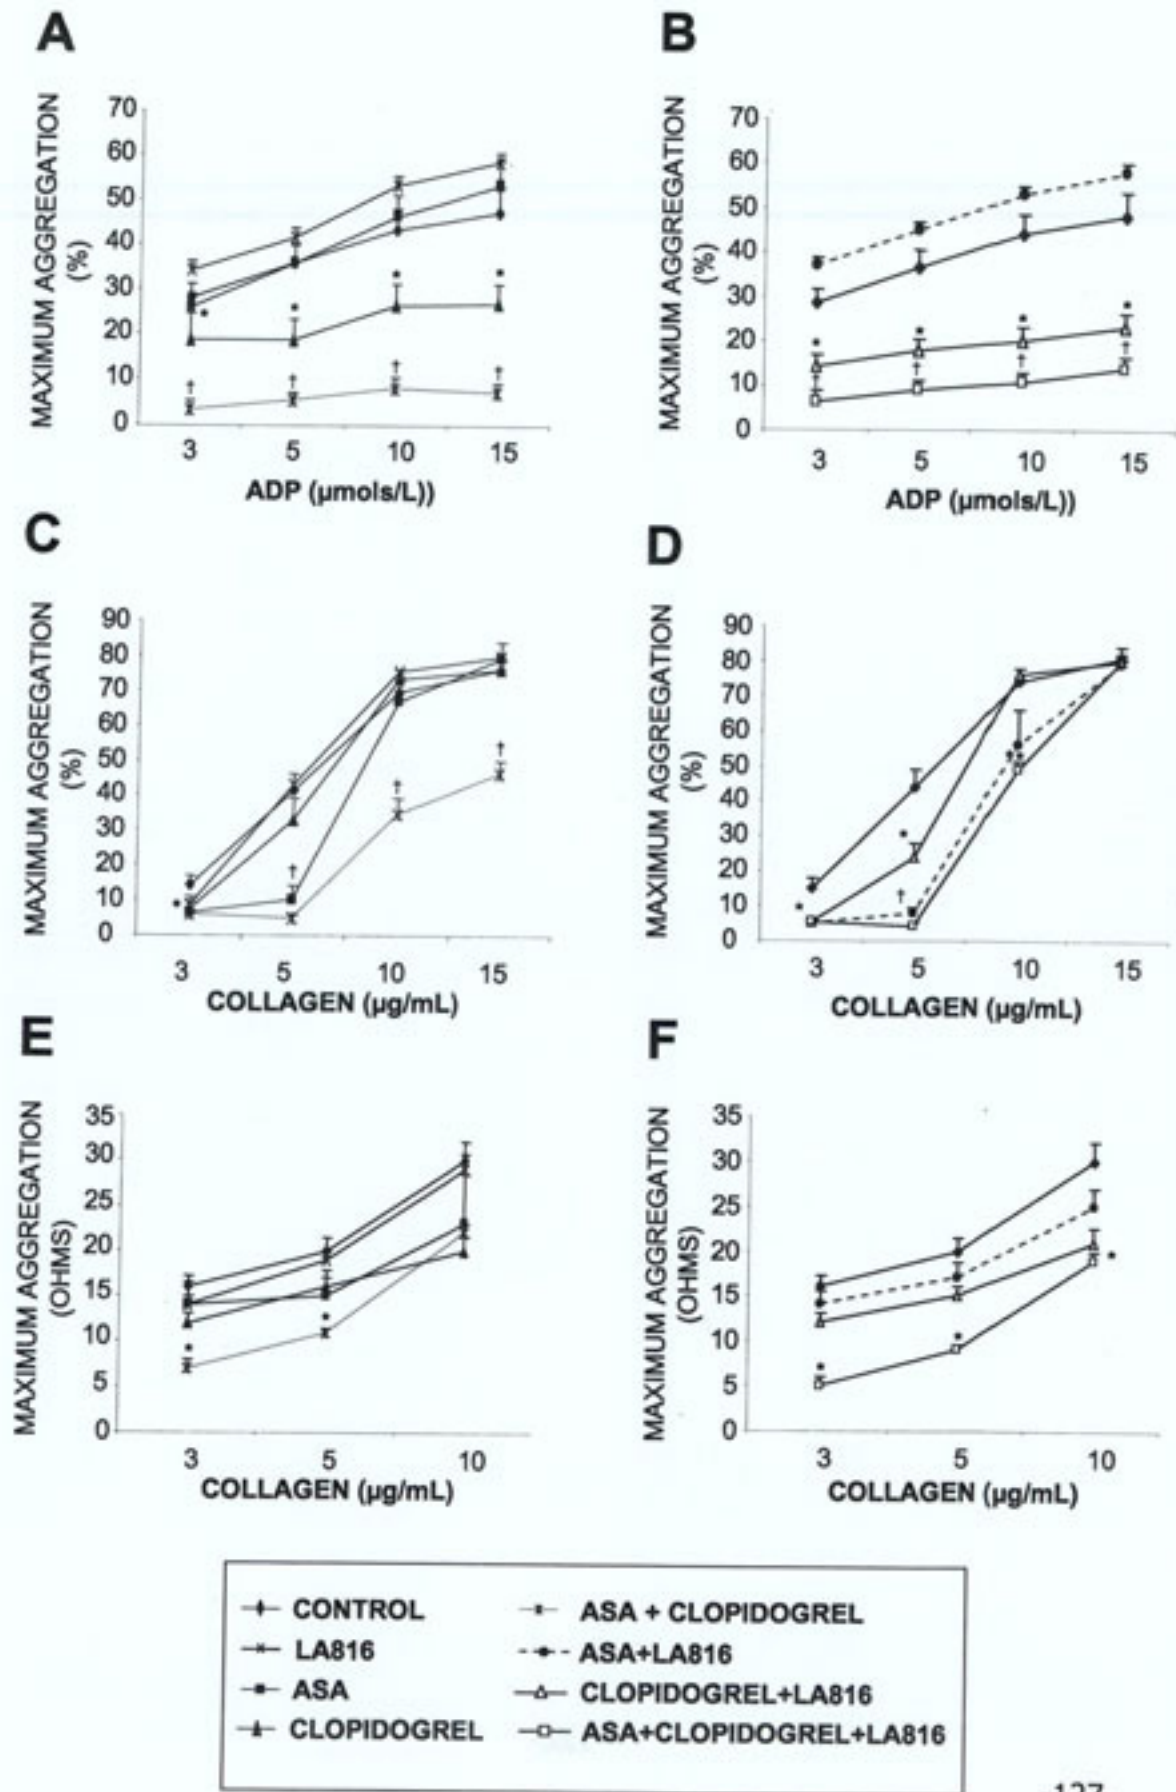 A
B
MAXIMUM AGGREGATION
(%)
70
60
50
40
30
20
10
0
* * * *
† † † †
3 5 10 15
ADP (µmols/L))
MAXIMUM AGGREGATION
(%)
70
60
50
40
30
20
10
0
* * * *
† † † †
3 5 10 15
ADP (µmols/L))
C
D
MAXIMUM AGGREGATION
(%)
90
80
70
60
50
40
30
20
10
0
* † † †
3 5 10 15
COLLAGEN (µg/mL)
MAXIMUM AGGREGATION
(%)
90
80
70
60
50
40
30
20
10
0
* * †
3 5 10 15
COLLAGEN (µg/mL)
E
F
MAXIMUM AGGREGATION
(OHMS)
35
30
25
20
15
10
5
0
* *
3 5 10
COLLAGEN (µg/mL)
MAXIMUM AGGREGATION
(OHMS)
35
30
25
20
15
10
5
0
* * *
3 5 10
COLLAGEN (µg/mL)
CONTROL
LA816
ASA
CLOPIDOGREL
ASA + CLOPIDOGREL
ASA+LA816
CLOPIDOGREL+LA816
ASA+CLOPIDOGREL+LA816